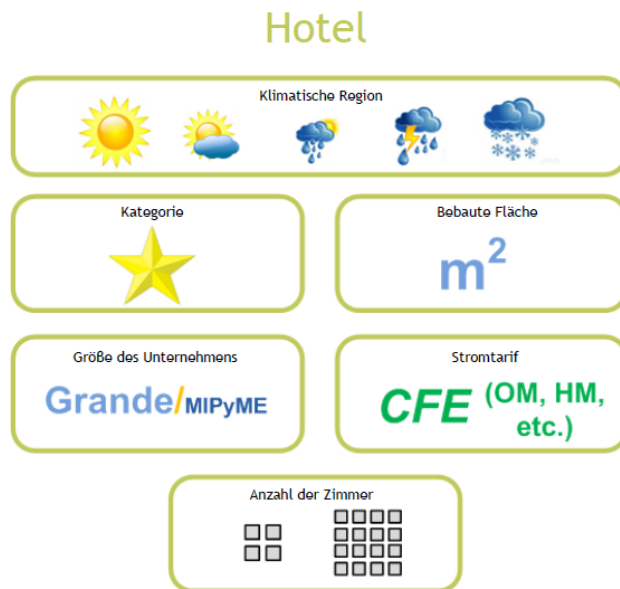 Hotel
Klimatische Region
Kategorie
Bebaute Fläche
m²
Größe des Unternehmens
Grande/MIPyME
Stromtarif
CFE (OM, HM,
etc.)
Anzahl der Zimmer